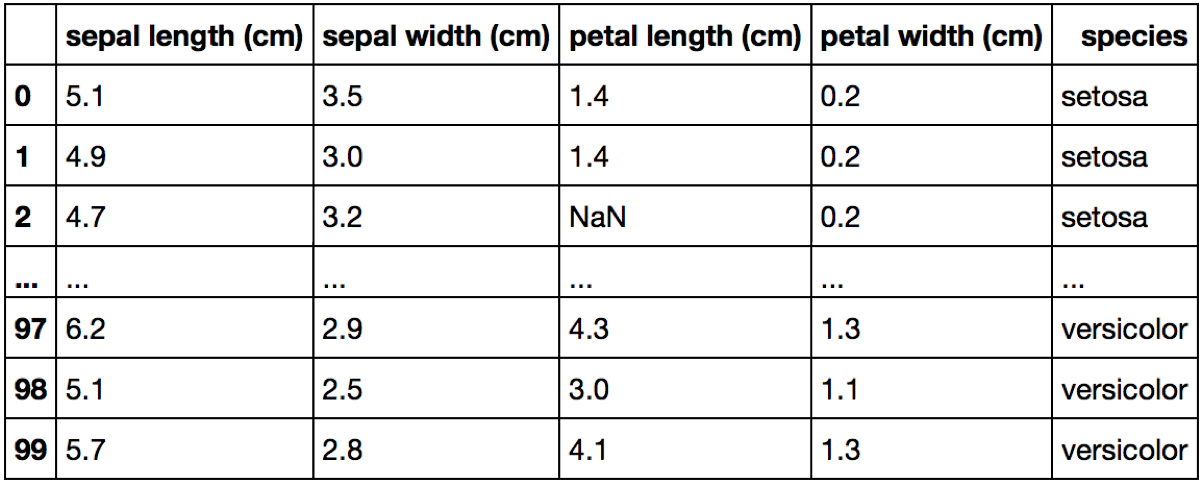 sepal length (cm) sepal width (cm) petal length (cm) petal width (cm) species
0 5.1 3.5 1.4 0.2 setosa
1 4.9 3.0 1.4 0.2 setosa
2 4.7 3.2 NaN 0.2 setosa
... ... ... ... ... ...
97 6.2 2.9 4.3 1.3 versicolor
98 5.1 2.5 3.0 1.1 versicolor
99 5.7 2.8 4.1 1.3 versicolor